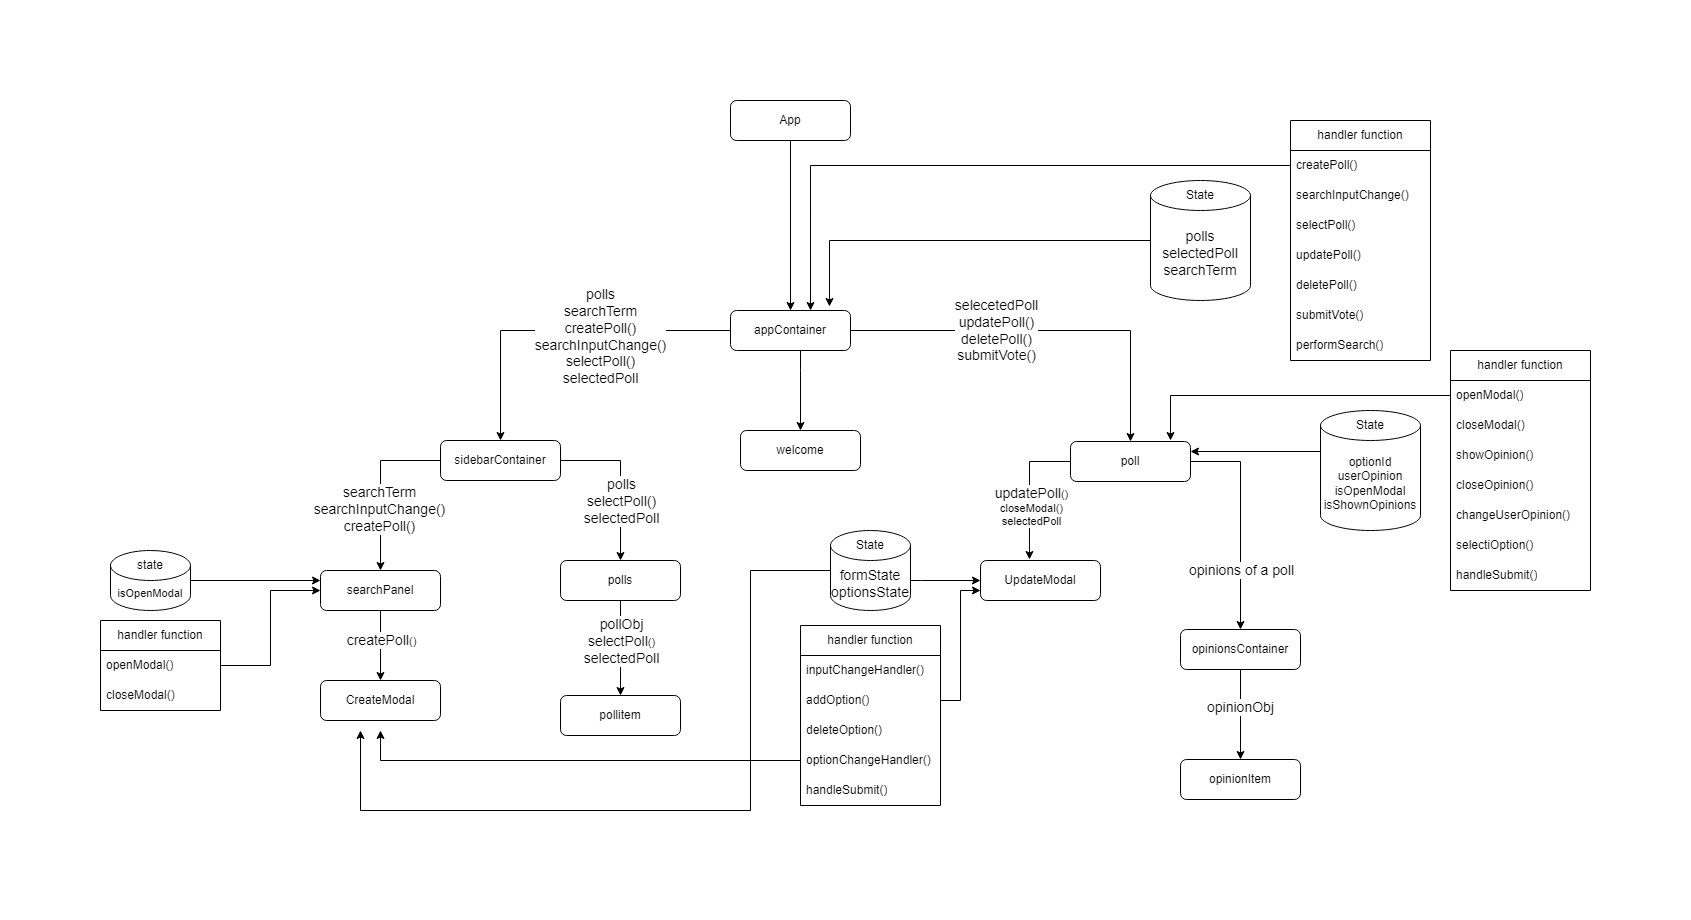 App
handler function
createPoll()
searchInputChange()
selectPoll()
updatePoll()
deletePoll()
submitVote()
performSearch()
State
polls
selectedPoll
searchTerm
polls
searchTerm
createPoll()
searchInputChange()
selectPoll()
selectedPoll
appContainer
selecetedPoll
updatePoll()
deletePoll()
submitVote()
handler function
openModal()
closeModal()
showOpinion()
closeOpinion()
changeUserOpinion()
selectiOption()
handleSubmit()
State
optionId
userOpinion
isOpenModal
isShownOpinions
sidebarContainer
welcome
poll
searchTerm
searchInputChange()
createPoll()
polls
selectPoll()
selectedPoll
updatePoll()
closeModal()
selectedPoll
state
isOpenModal
searchPanel
polls
State
formState
optionsState
UpdateModal
opinions of a poll
handler function
openModal()
closeModal()
createPoll()
pollObj
selectPoll()
selectedPoll
handler function
inputChangeHandler()
addOption()
deleteOption()
optionChangeHandler()
handleSubmit()
opinionsContainer
CreateModal
pollitem
opinionObj
opinionItem